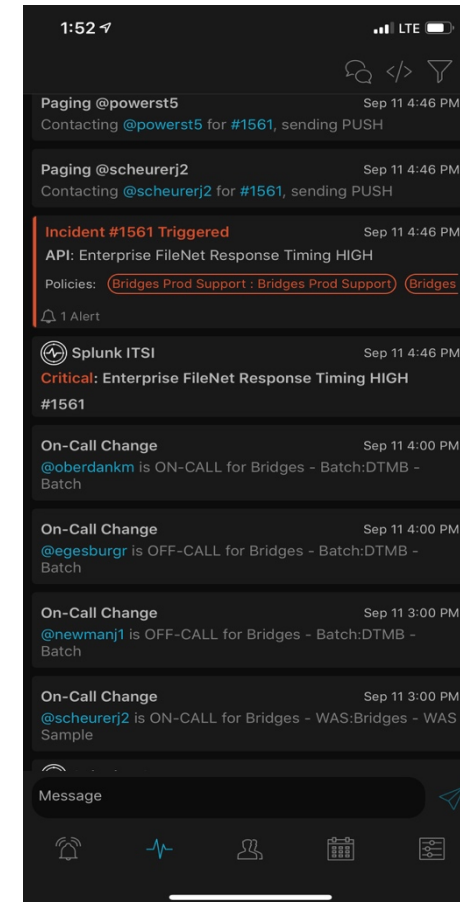 1:52 LTE
</>
Paging @powerst5 Sep 11 4:46 PM
Contacting @powerst5 for #1561, sending PUSH
Paging @scheurerj2 Sep 11 4:46 PM
Contacting @scheurerj2 for #1561, sending PUSH
Incident #1561 Triggered Sep 11 4:46 PM
API: Enterprise FileNet Response Timing HIGH
Policies: Bridges Prod Support : Bridges Prod Support Bridges
1 Alert
Splunk ITSI Sep 11 4:46 PM
Critical: Enterprise FileNet Response Timing HIGH
#1561
On-Call Change Sep 11 4:00 PM
@oberdankm is ON-CALL for Bridges - Batch:DTMB -
Batch
On-Call Change Sep 11 4:00 PM
@egesburgr is OFF-CALL for Bridges - Batch:DTMB -
Batch
On-Call Change Sep 11 3:00 PM
@newmanj1 is OFF-CALL for Bridges - Batch:DTMB -
Batch
On-Call Change Sep 11 3:00 PM
@scheurerj2 is ON-CALL for Bridges - WAS:Bridges - WAS
Sample
Message